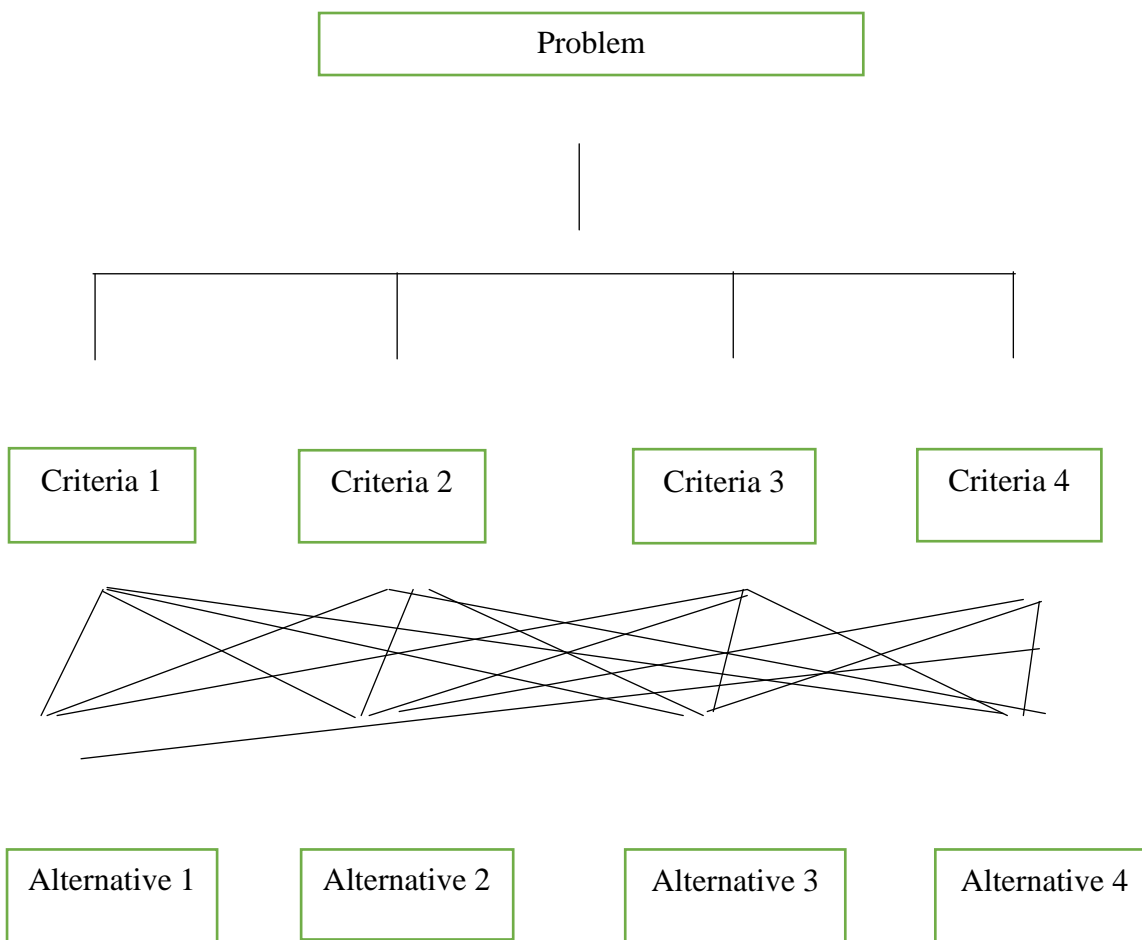 Problem
Criteria 1
Criteria 2
Criteria 3
Criteria 4
Alternative 1
Alternative 2
Alternative 3
Alternative 4